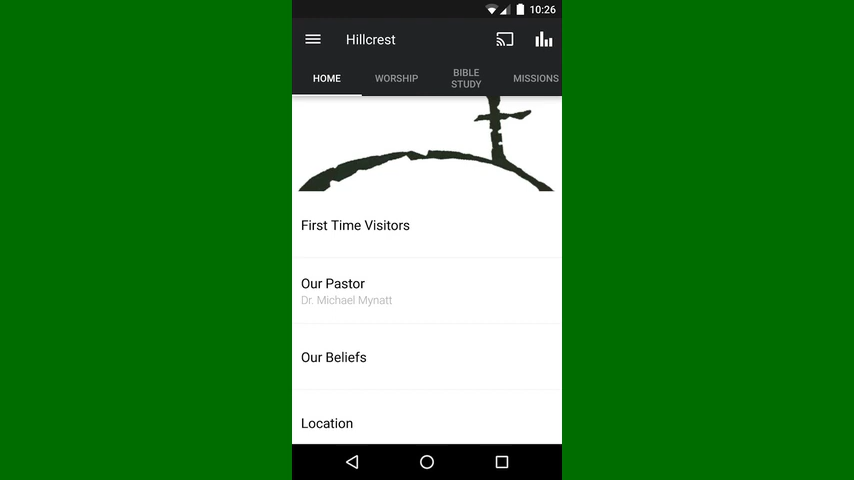 10:26
Hillcrest
HOME
WORSHIP
BIBLE
STUDY
MISSIONS
First Time Visitors
Our Pastor
Dr. Michael Mynatt
Our Beliefs
Location